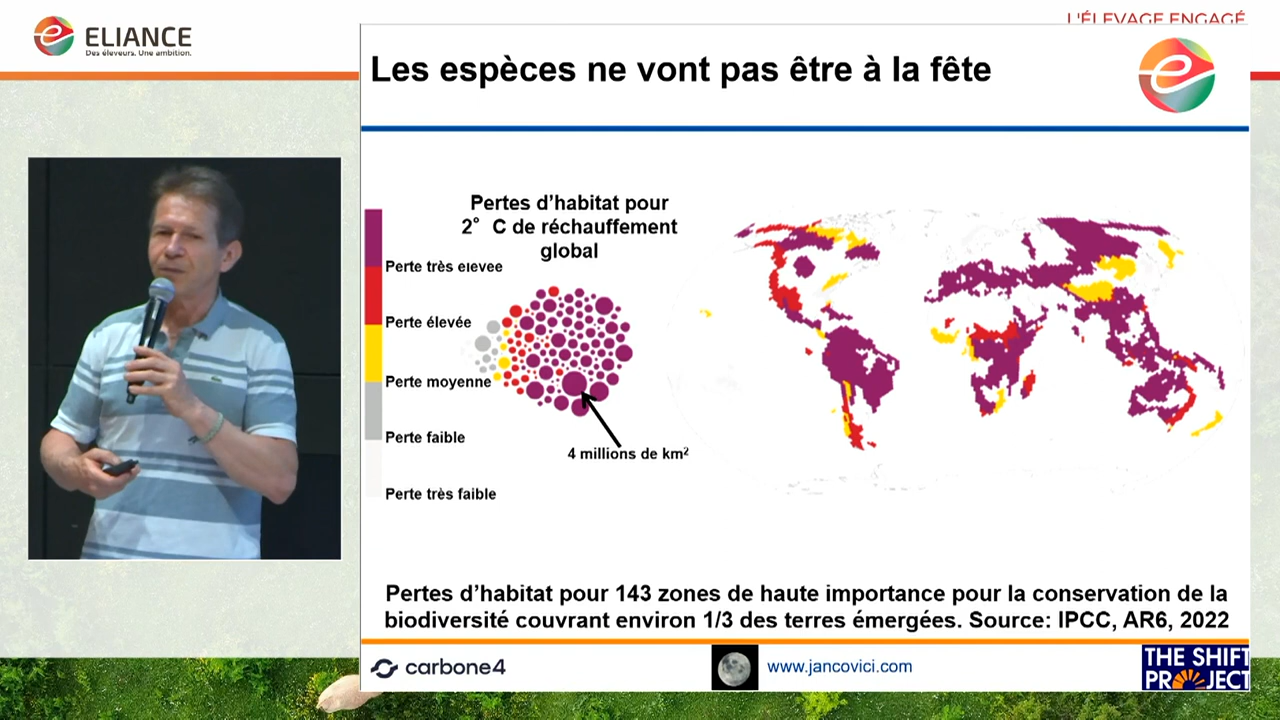 ELIANCE
Des éleveurs. Une ambition.
L'ÉLEVAGE ENGAGÉ
Les espèces ne vont pas être à la fête
Pertes d'habitat pour
2° C de réchauffement
global
Perte très élevée
Perte élevée
Perte moyenne
Perte faible
Perte très faible
4 millions de km²
Pertes d'habitat pour 143 zones de haute importance pour la conservation de la
biodiversité couvrant environ 1/3 des terres émergées. Source: IPCC, AR6, 2022
carbone4
www.jancovici.com
THE SHIFT
PROJECT